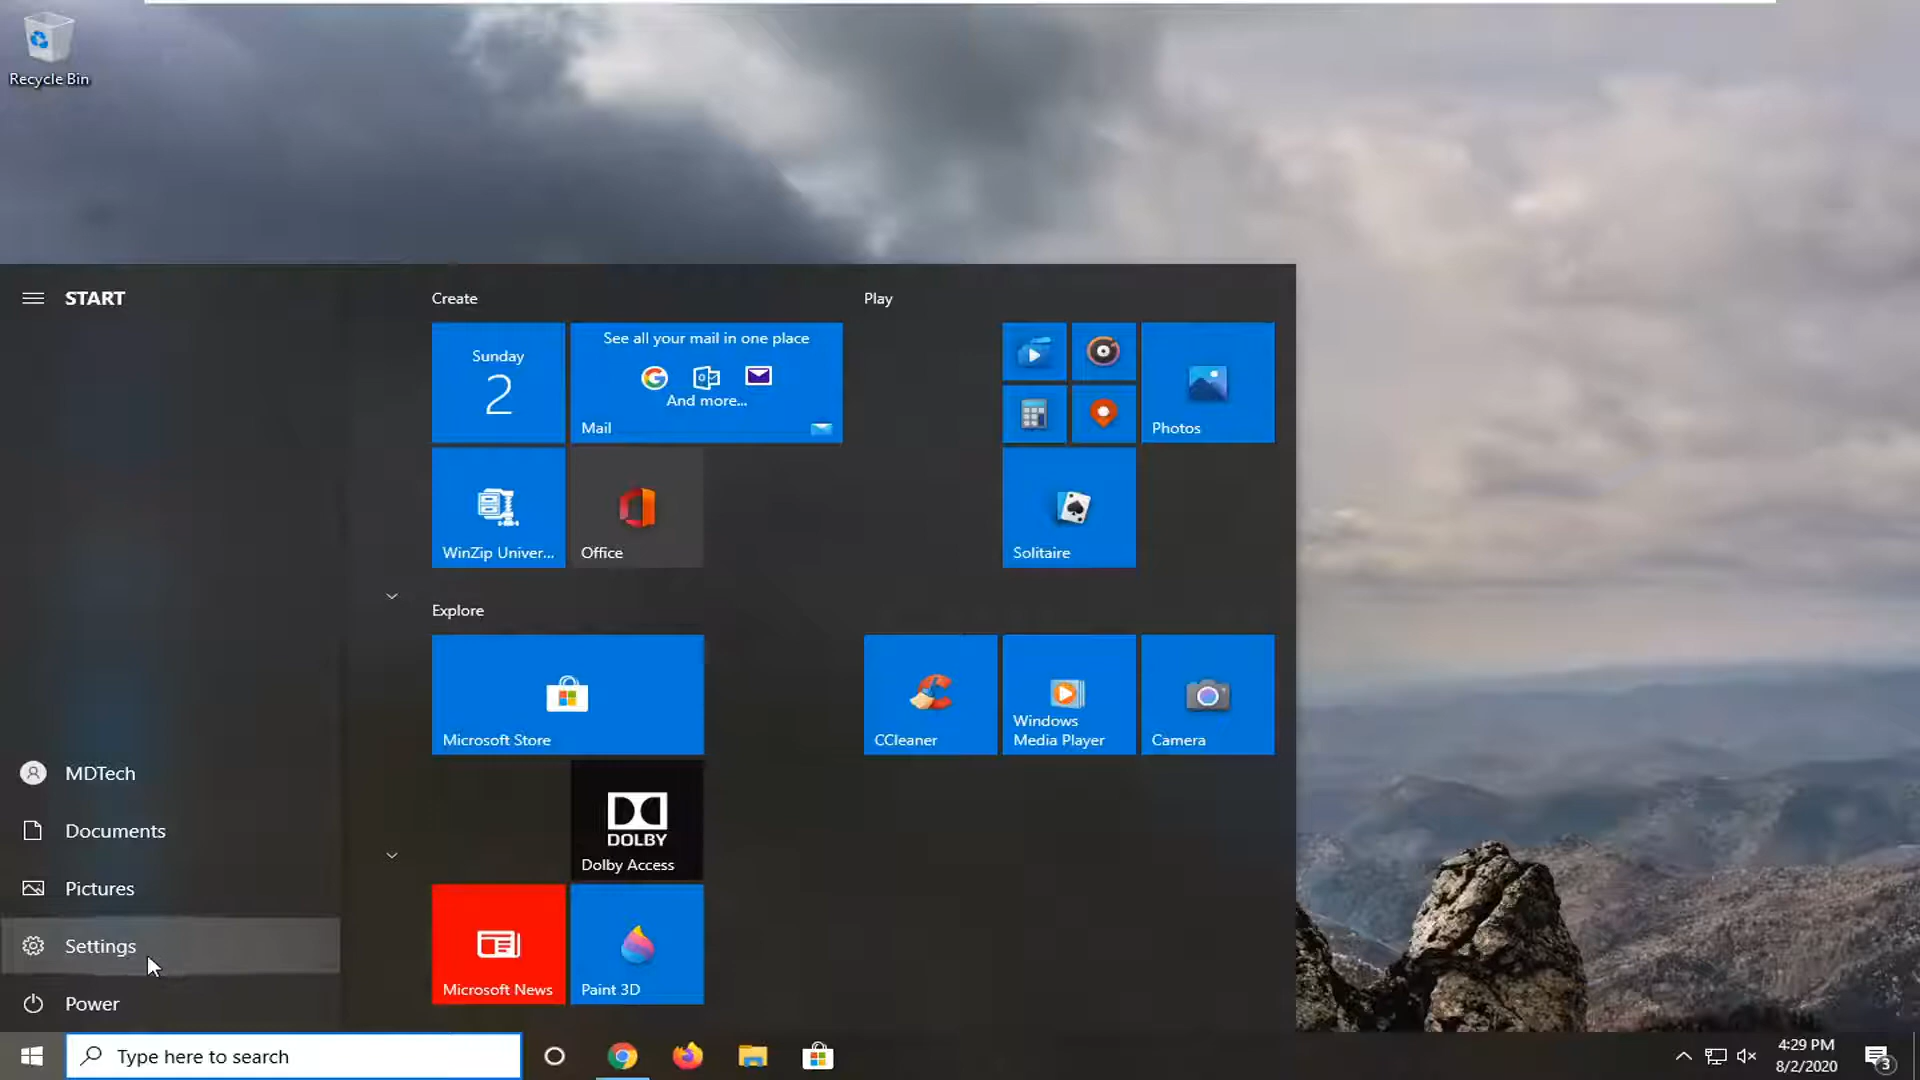 Recycle Bin
START
Create
Play
Sunday
2
See all your mail in one place
And more...
Mail
Photos
WinZip Univer...
Office
Solitaire
Explore
Microsoft Store
CCleaner
Windows
Media Player
Camera
MDTech
Documents
DOLBY
Dolby Access
Pictures
Settings
Microsoft News
Paint 3D
Power
Type here to search
4:29 PM
8/2/2020
3